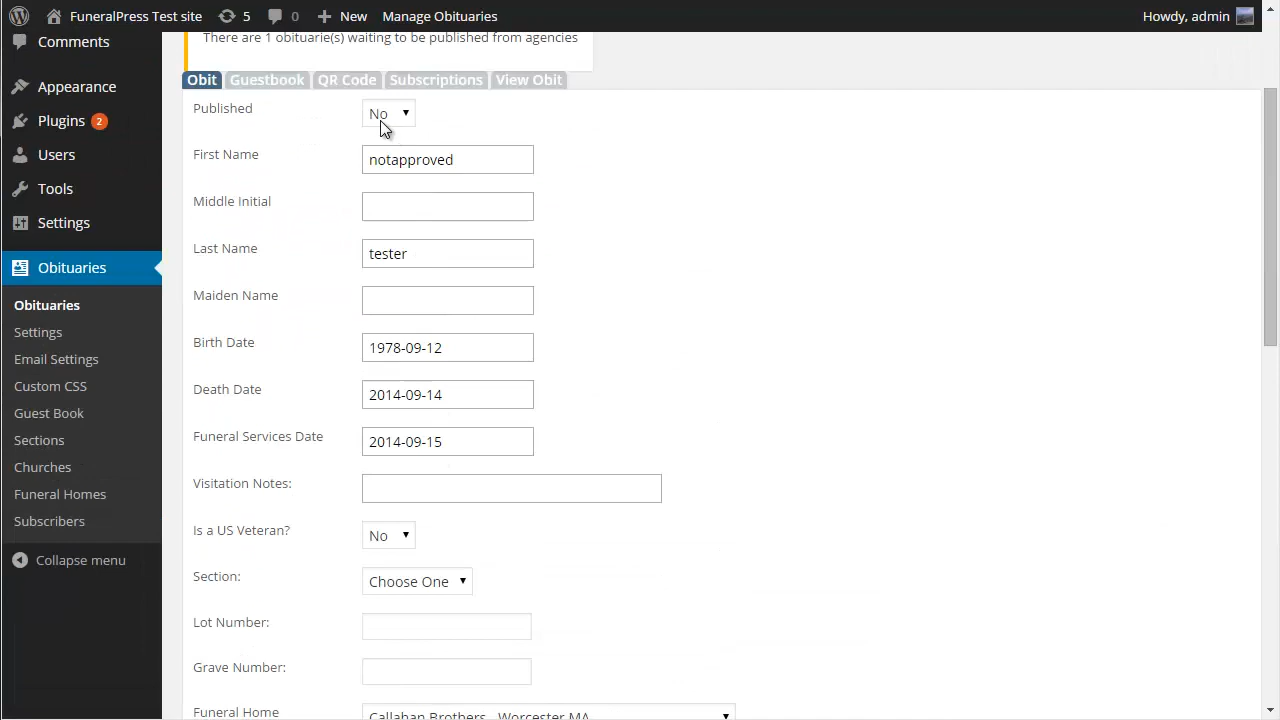 FuneralPress Test site 5 0 New Manage Obituaries Howdy, admin
Comments
Appearance
Plugins 2
Users
Tools
Settings
Obituaries
Obituaries
Settings
Email Settings
Custom CSS
Guest Book
Sections
Churches
Funeral Homes
Subscribers
Collapse menu
There are 1 obituarie(s) waiting to be published from agencies
Obit Guestbook QR Code Subscriptions View Obit
Published No
First Name notapproved
Middle Initial
Last Name tester
Maiden Name
Birth Date 1978-09-12
Death Date 2014-09-14
Funeral Services Date 2014-09-15
Visitation Notes:
Is a US Veteran? No
Section: Choose One
Lot Number:
Grave Number:
Funeral Home Callahan Brothers - Worcester MA